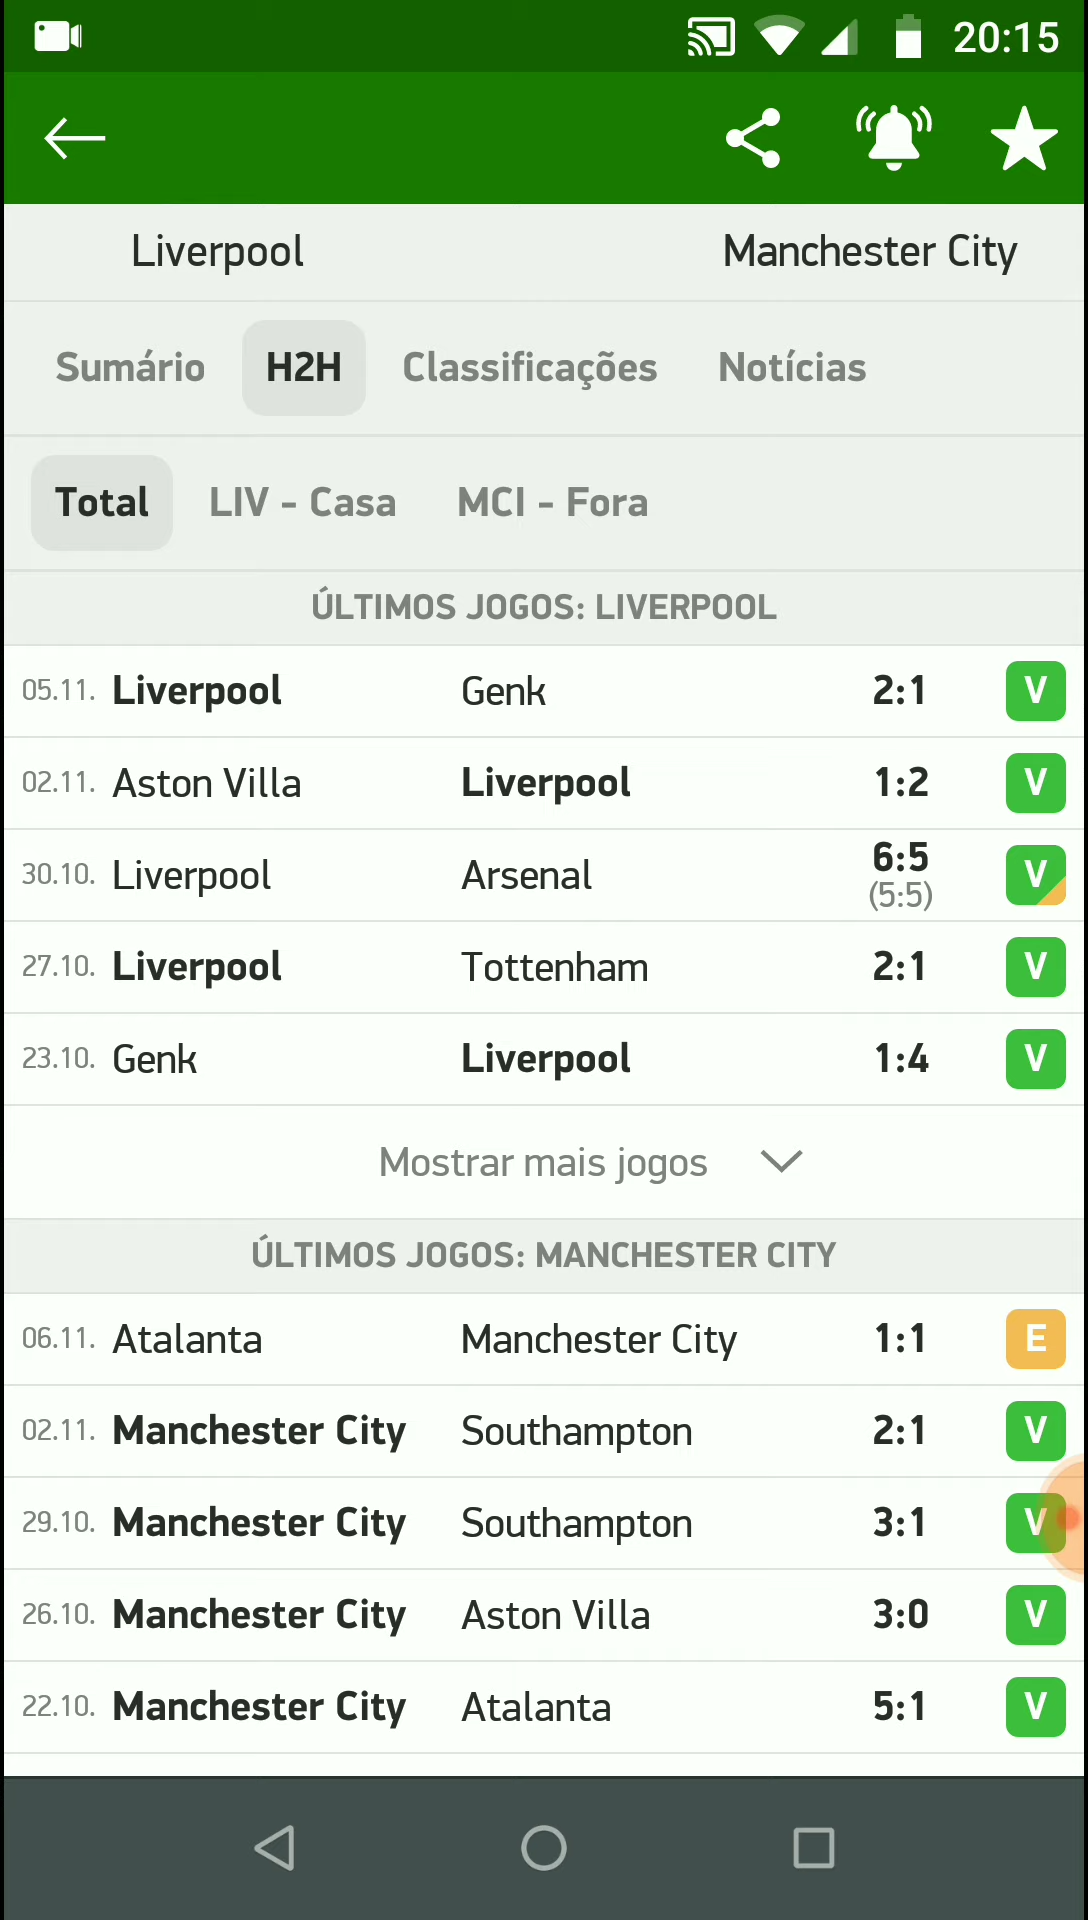 20:15
Liverpool Manchester City
Sumário H2H Classificações Notícias
Total LIV - Casa MCI - Fora
ÚLTIMOS JOGOS: LIVERPOOL
05.11. Liverpool Genk 2:1 V
02.11. Aston Villa Liverpool 1:2 V
30.10. Liverpool Arsenal 6:5 (5:5) V
27.10. Liverpool Tottenham 2:1 V
23.10. Genk Liverpool 1:4 V
Mostrar mais jogos
ÚLTIMOS JOGOS: MANCHESTER CITY
06.11. Atalanta Manchester City 1:1 E
02.11. Manchester City Southampton 2:1 V
29.10. Manchester City Southampton 3:1 V
26.10. Manchester City Aston Villa 3:0 V
22.10. Manchester City Atalanta 5:1 V